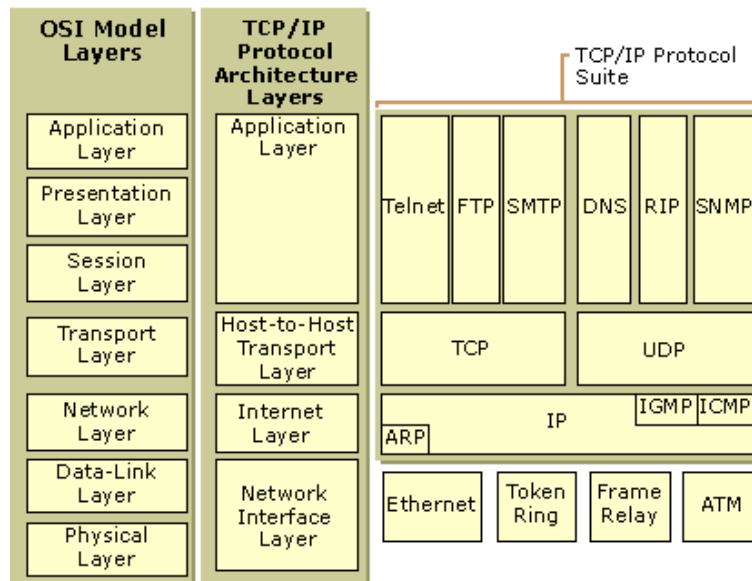 OSI Model
Layers
Application
Layer
Presentation
Layer
Session
Layer
Transport
Layer
Network
Layer
Data-Link
Layer
Physical
Layer
TCP/IP
Protocol
Architecture
Layers
Application
Layer
Host-to-Host
Transport
Layer
Internet
Layer
Network
Interface
Layer
TCP/IP Protocol
Suite
Telnet
FTP
SMTP
DNS
RIP
SNMP
TCP
UDP
IP
IGMP
ICMP
ARP
Ethernet
Token
Ring
Frame
Relay
ATM